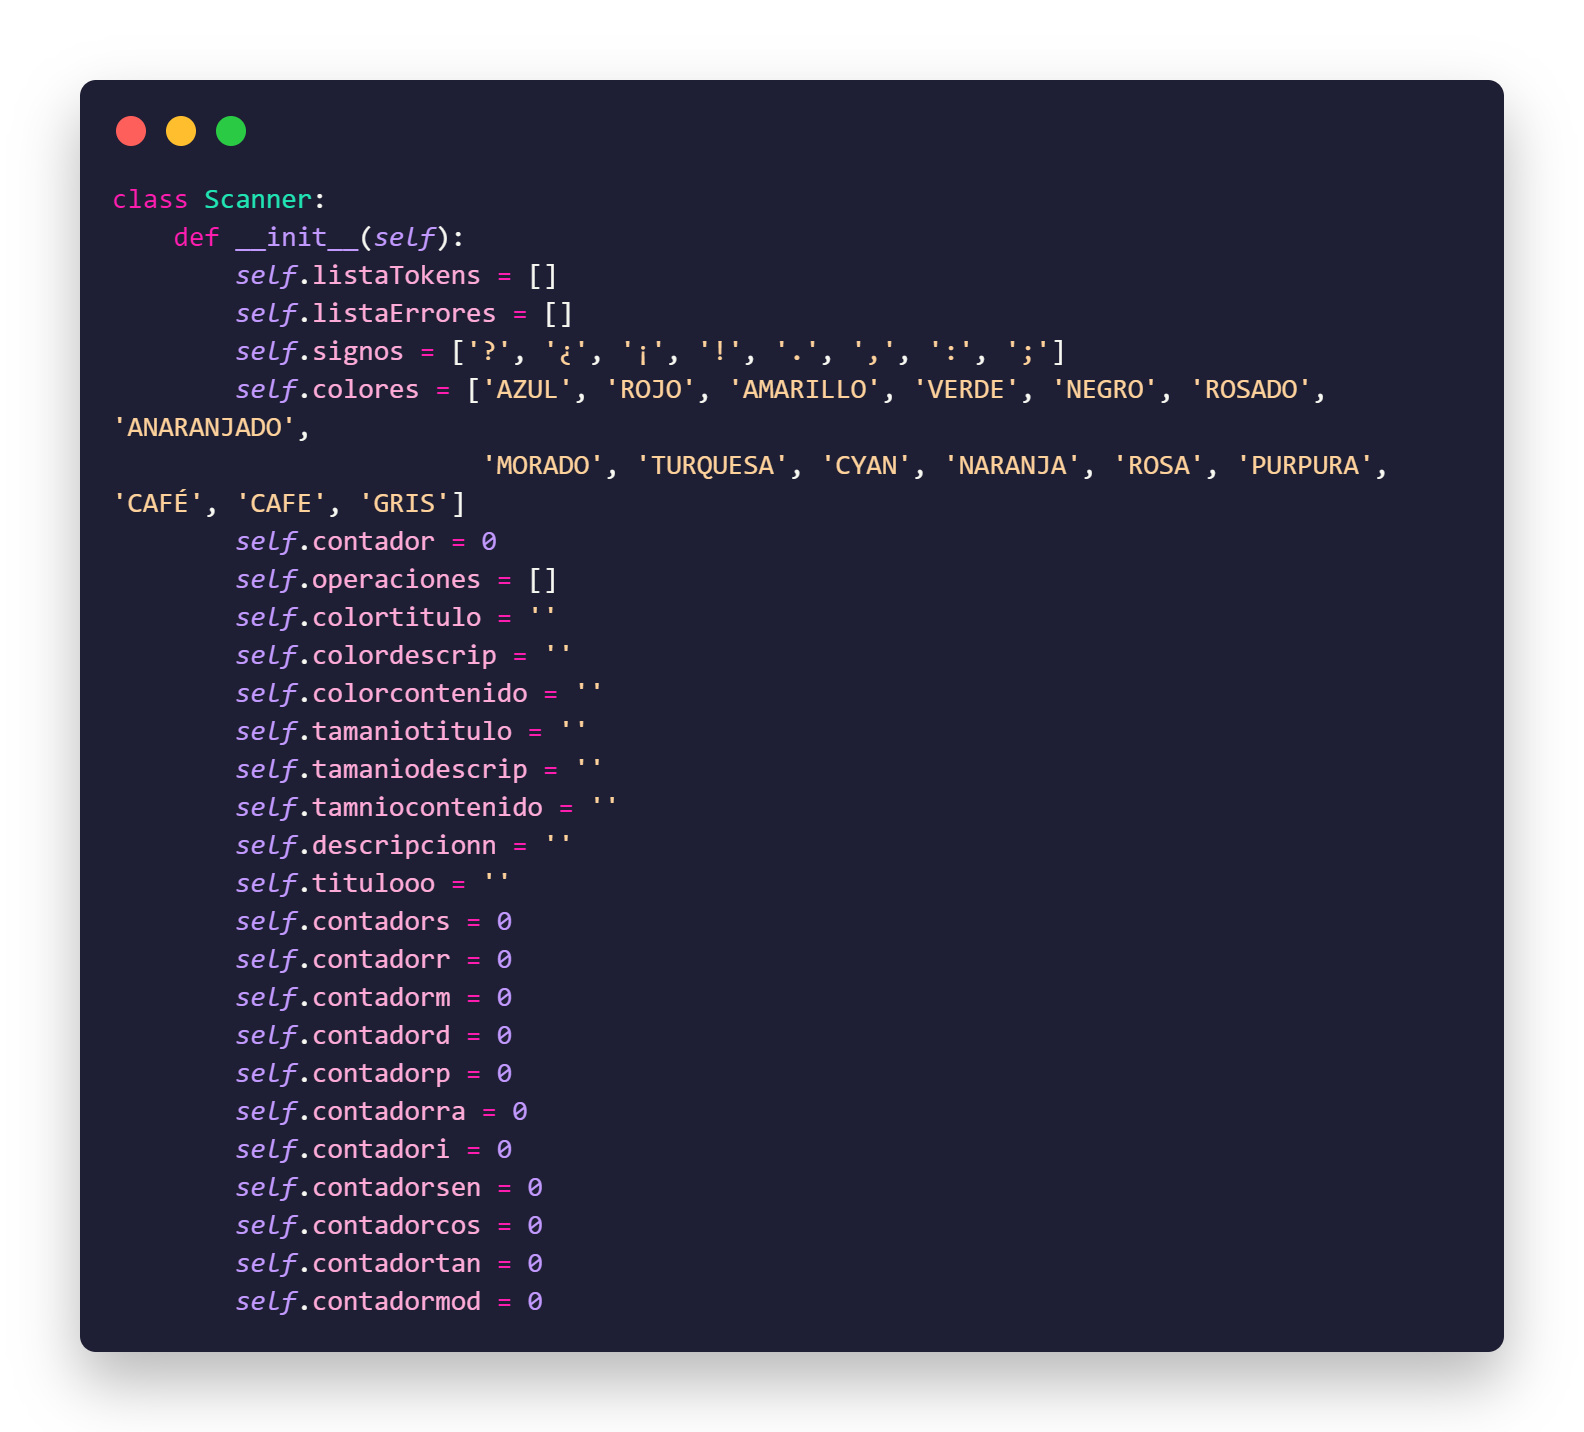 class Scanner:
    def __init__(self):
        self.listaTokens = []
        self.listaErrores = []
        self.signos = ['?', '¿', '¡', '!', '.', ',', ':', ';']
        self.colores = ['AZUL', 'ROJO', 'AMARILLO', 'VERDE', 'NEGRO', 'ROSADO',
'ANARANJADO',
                        'MORADO', 'TURQUESA', 'CYAN', 'NARANJA', 'ROSA', 'PURPURA',
'CAFÉ', 'CAFE', 'GRIS']
        self.contador = 0
        self.operaciones = []
        self.colortitulo = ''
        self.colordescrip = ''
        self.colorcontenido = ''
        self.tamaniotitulo = ''
        self.tamaniodescrip = ''
        self.tamniocontenido = ''
        self.descripcionn = ''
        self.titulooo = ''
        self.contadors = 0
        self.contadorr = 0
        self.contadorm = 0
        self.contadord = 0
        self.contadorp = 0
        self.contadorra = 0
        self.contadori = 0
        self.contadorsen = 0
        self.contadorcos = 0
        self.contadortan = 0
        self.contadormod = 0